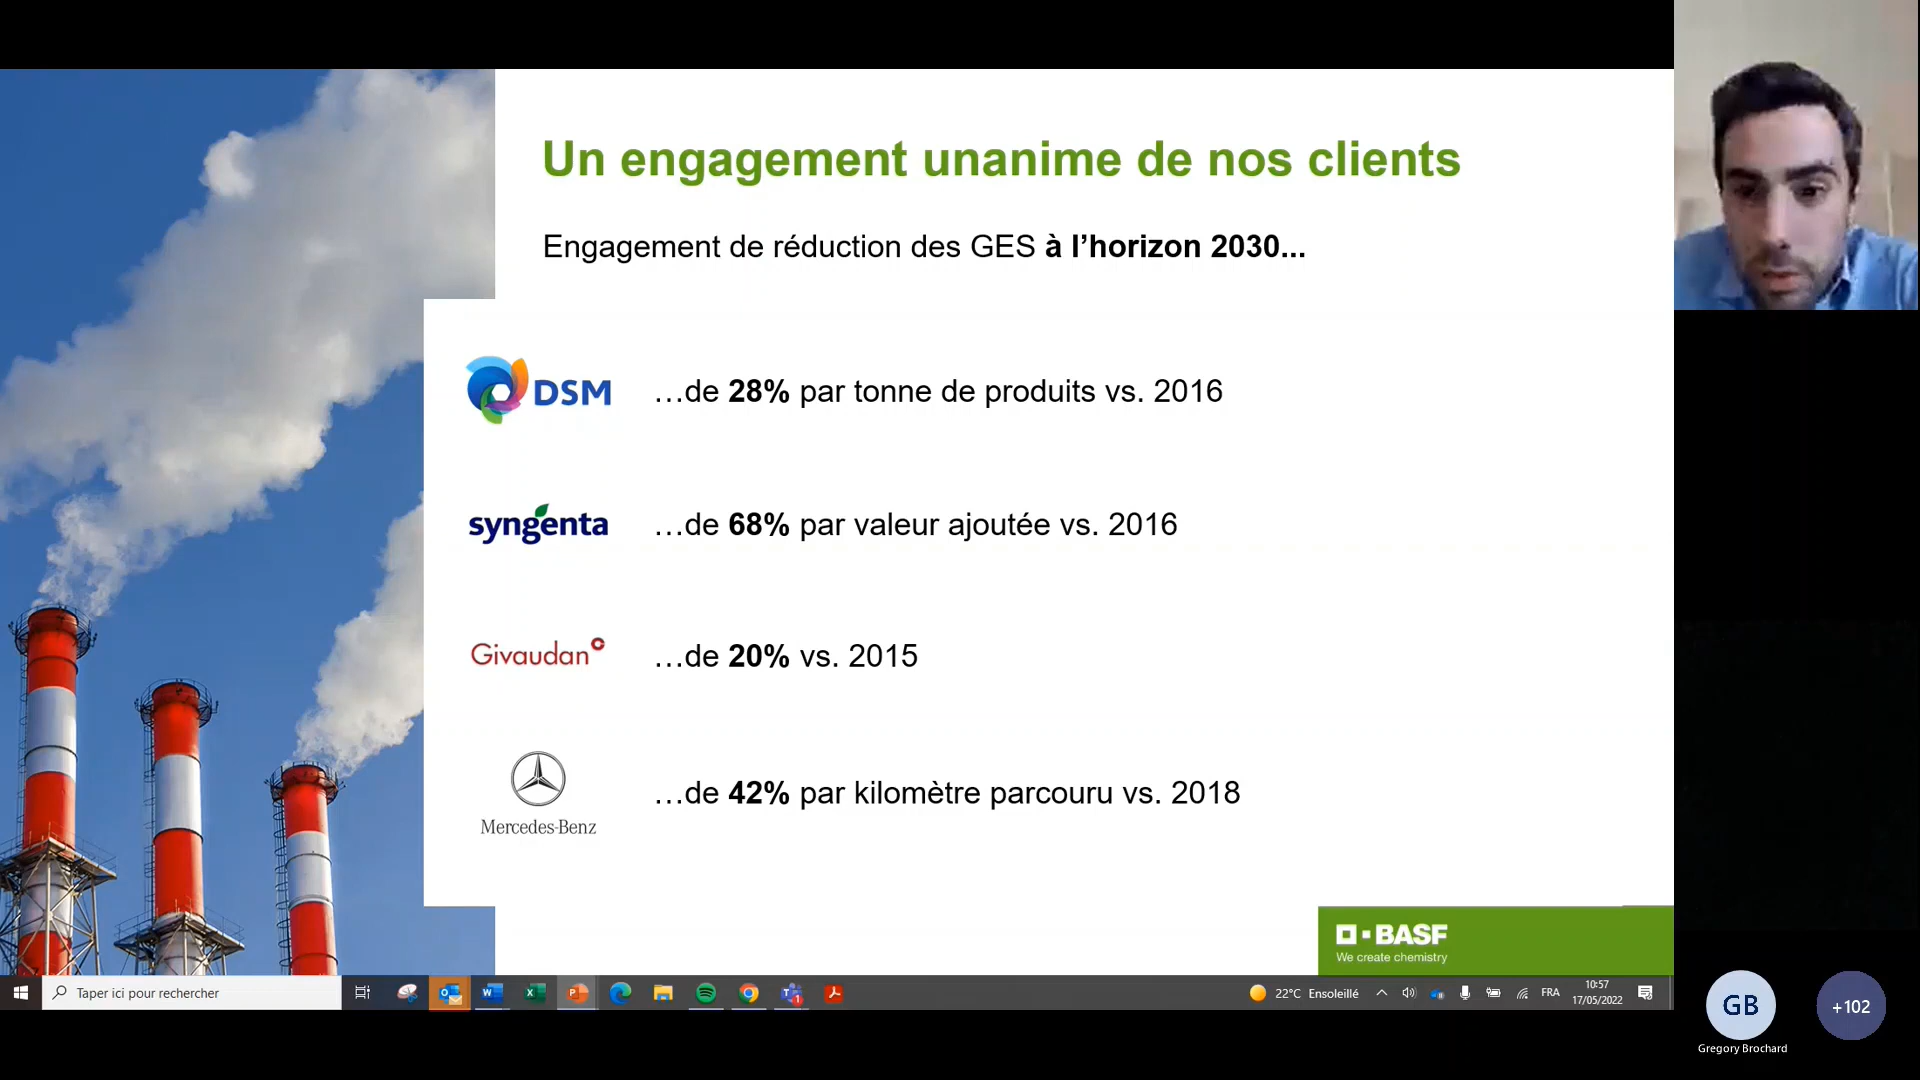 Un engagement unanime de nos clients
Engagement de réduction des GES à l’horizon 2030...
DSM
…de 28% par tonne de produits vs. 2016
syngenta
…de 68% par valeur ajoutée vs. 2016
Givaudan
…de 20% vs. 2015
…de 42% par kilomètre parcouru vs. 2018
Mercedes-Benz
BASF
We create chemistry
Taper ici pour rechercher
22°C Ensoleillé
FRA
10:57
17/05/2022
GB
+102
Gregory Brochard